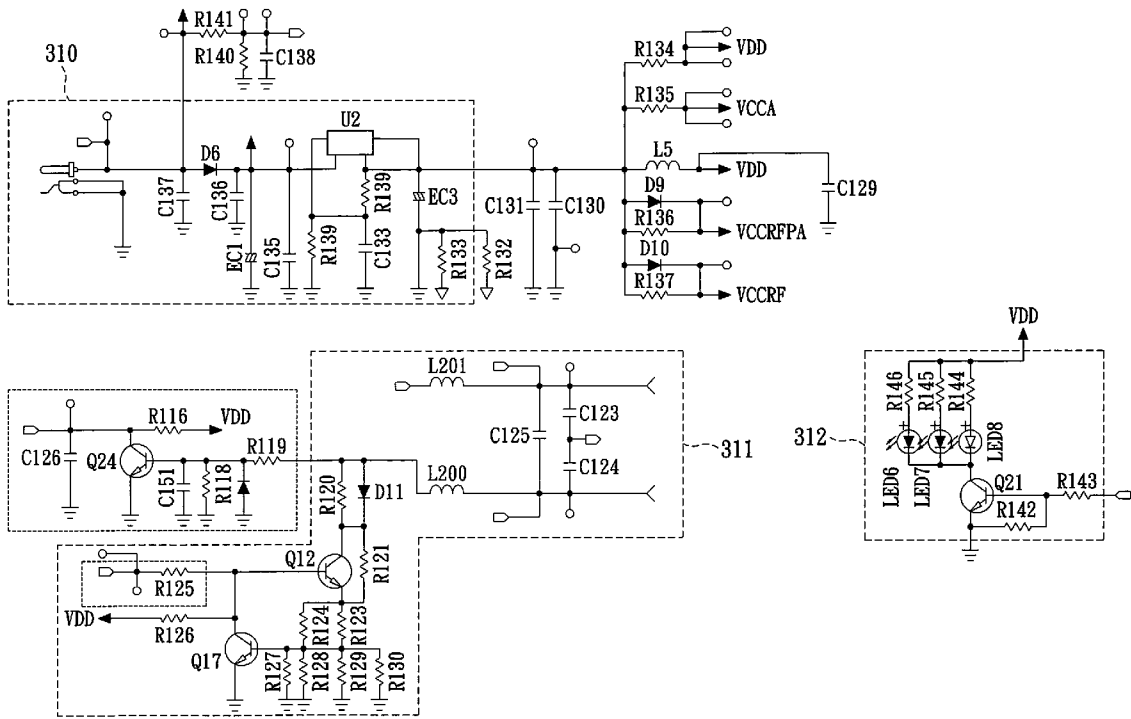 R141
R140
C138
310
U2
D6
C137
C136
EC1
C135
R139
R139
C133
EC3
R133
R132
C131
C130
R134
VDD
R135
VCCA
L5
VDD
C129
D9
R136
VCCRFPA
D10
R137
VCCRF
VDD
L201
R116
VDD
R119
C126
Q24
C151
R118
R120
D11
L200
C125
C123
C124
311
312
R146
R145
R144
LED6
LED7
LED8
Q21
R143
R142
Q12
R121
R125
VDD
R126
R124
R123
Q17
R127
R128
R129
R130